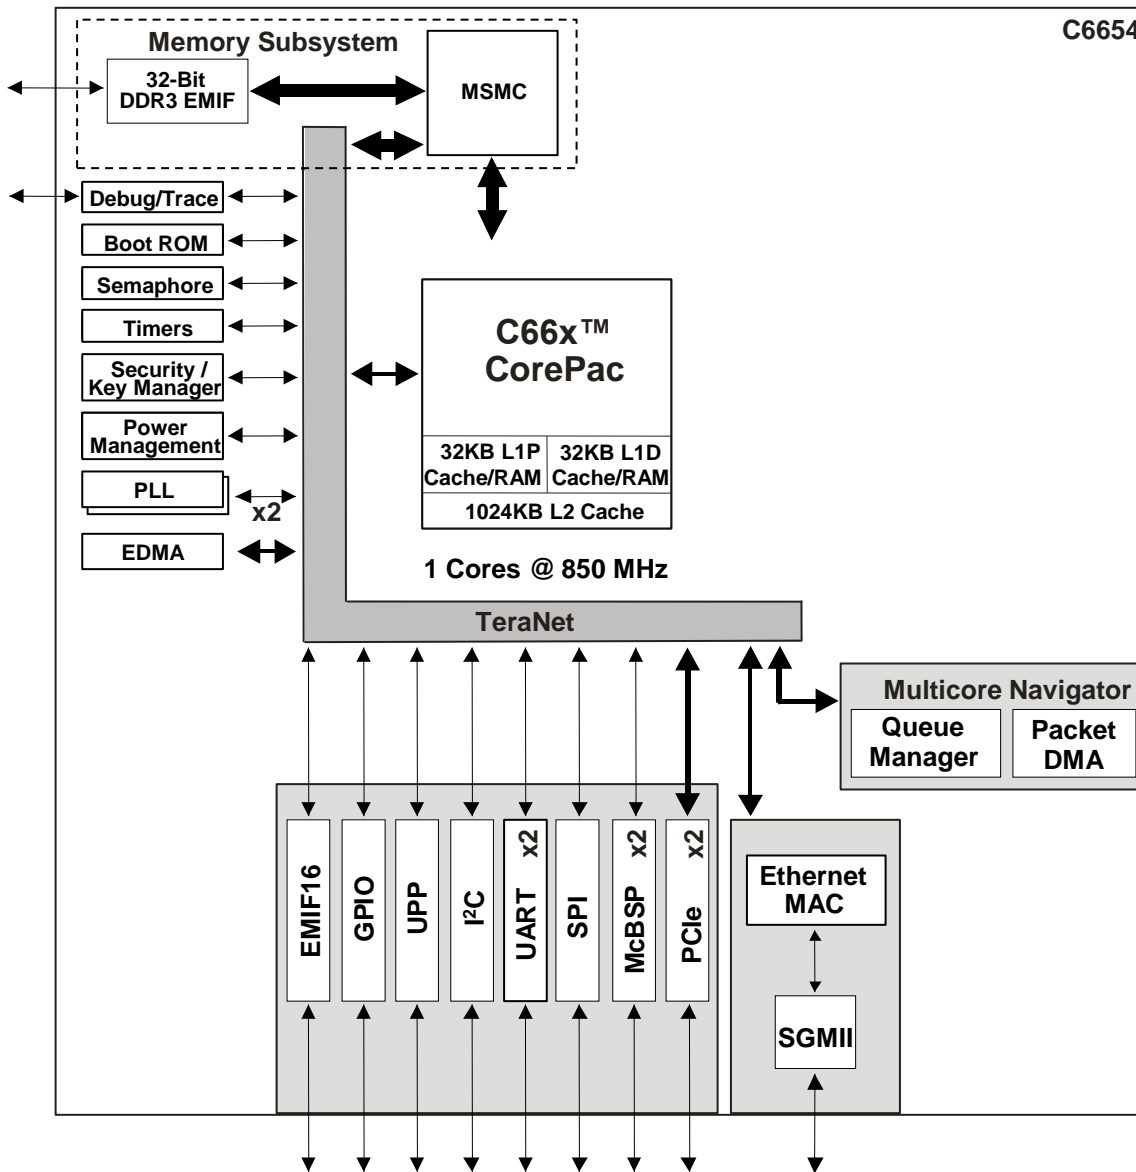 C6654
Memory Subsystem
32-Bit
DDR3 EMIF
MSMC
Debug/Trace
Boot ROM
Semaphore
Timers
Security /
Key Manager
Power
Management
PLL
x2
EDMA
C66x™
CorePac
32KB L1P
Cache/RAM
32KB L1D
Cache/RAM
1024KB L2 Cache
1 Cores @ 850 MHz
TeraNet
Multicore Navigator
Queue
Manager
Packet
DMA
EMIF16
GPIO
UPP
I²C
UART x2
SPI
McBSP x2
PCIe x2
Ethernet
MAC
SGMII